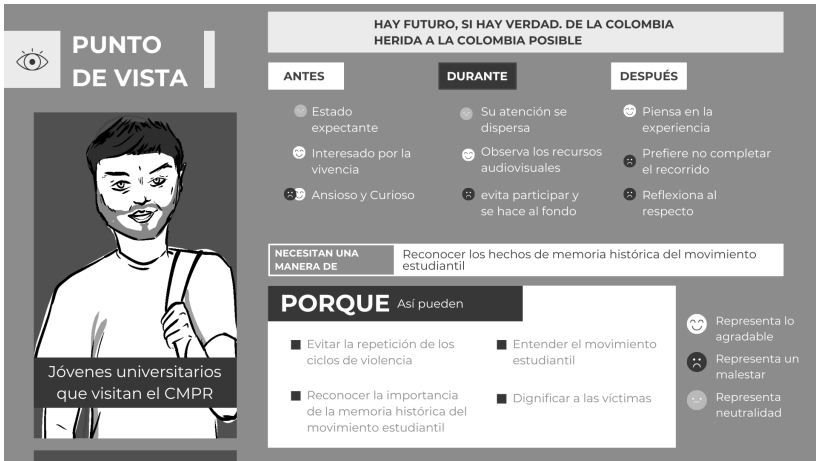 PUNTO
DE VISTA
HAY FUTURO, SI HAY VERDAD. DE LA COLOMBIA
HERIDA A LA COLOMBIA POSIBLE
ANTES
Estado
expectante
Interesado por la
vivencia
Ansioso y Curioso
DURANTE
Su atención se
dispersa
Observa los recursos
audiovisuales
evita participar y
se hace al fondo
DESPUÉS
Piensa en la
experiencia
Prefiere no completar
el recorrido
Reflexiona al
respecto
Jóvenes universitarios
que visitan el CMPR
NECESITAN UNA
MANERA DE
Reconocer los hechos de memoria histórica del movimiento
estudiantil
PORQUE Así pueden
Evitar la repetición de los
ciclos de violencia
Reconocer la importancia
de la memoria histórica del
movimiento estudiantil
Entender el movimiento
estudiantil
Dignificar a las víctimas
Representa lo
agradable
Representa un
malestar
Representa
neutralidad